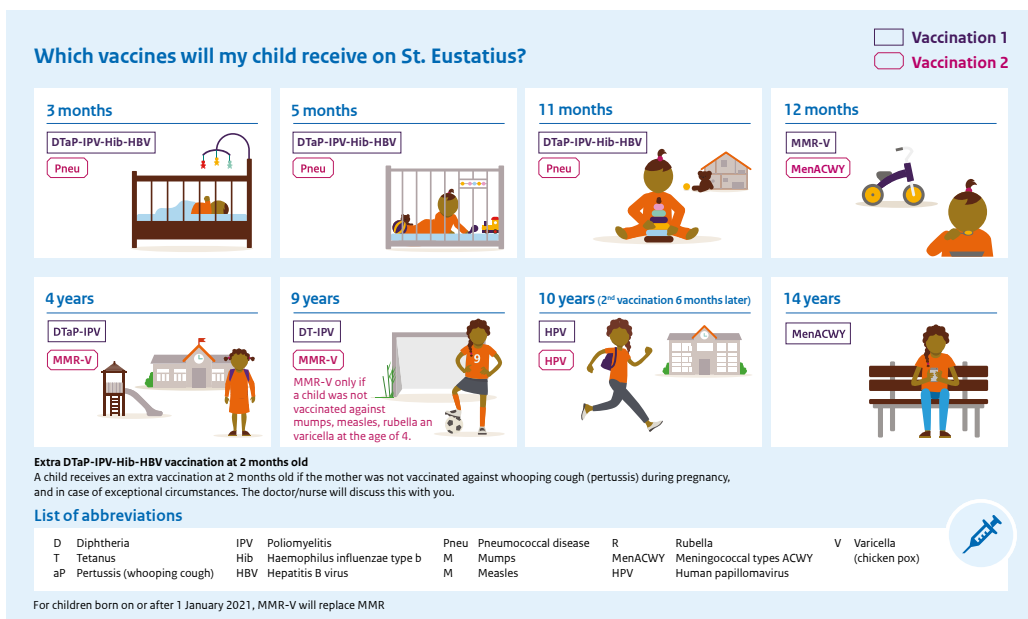 Which vaccines will my child receive on St. Eustatius?
Vaccination 1
Vaccination 2
3 months
DTaP-IPV-Hib-HBV
Pneu
5 months
DTaP-IPV-Hib-HBV
Pneu
11 months
DTaP-IPV-Hib-HBV
Pneu
12 months
MMR-V
MenACWY
4 years
DTaP-IPV
MMR-V
9 years
DT-IPV
MMR-V
MMR-V only if
a child was not
vaccinated against
mumps, measles, rubella an
varicella at the age of 4.
9
10 years (2nd vaccination 6 months later)
HPV
HPV
14 years
MenACWY
Extra DTaP-IPV-Hib-HBV vaccination at 2 months old
A child receives an extra vaccination at 2 months old if the mother was not vaccinated against whooping cough (pertussis) during pregnancy,
and in case of exceptional circumstances. The doctor/nurse will discuss this with you.
List of abbreviations
D Diphtheria
T Tetanus
aP Pertussis (whooping cough)
IPV Poliomyelitis
Hib Haemophilus influenzae type b
HBV Hepatitis B virus
Pneu Pneumococcal disease
M Mumps
M Measles
R Rubella
MenACWY Meningococcal types ACWY
HPV Human papillomavirus
V Varicella
(chicken pox)
For children born on or after 1 January 2021, MMR-V will replace MMR